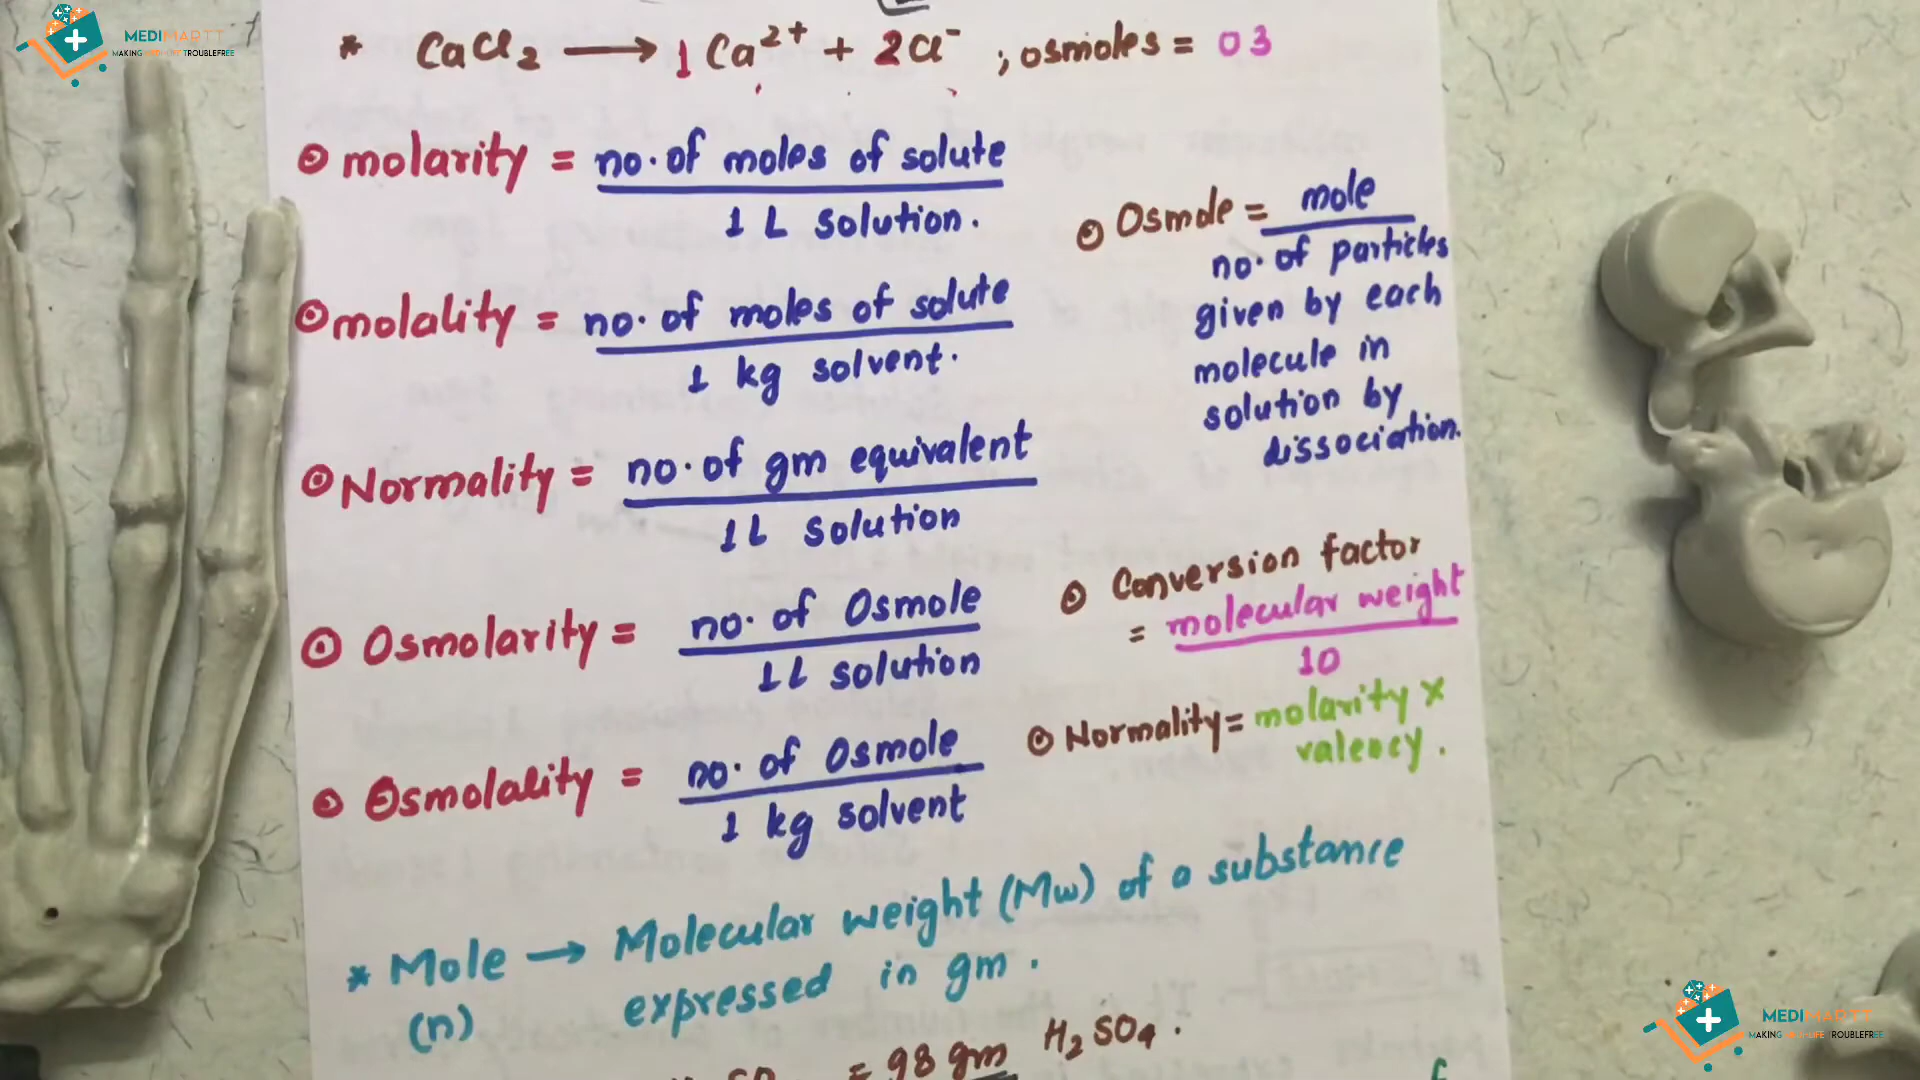 MEDIMARTT
MAKING MEDI-LIFE TROUBLEFREE
* CaCl2 → 1 Ca2+ + 2Cl- ; osmoles = 03
molarity = no. of moles of solute
1 L solution.
molality = no. of moles of solute
1 kg solvent.
Normality = no. of gm equivalent
1L solution
Osmolarity = no. of Osmole
1L solution
Osmolality = no. of Osmole
1 kg solvent
Osmole = mole
no. of particles
given by each
molecule in
solution by
dissociation.
Conversion factor
= molecular weight
10
Normality = molarity x
valency.
* Mole → Molecular weight (Mw) of a substance
(n) expressed in gm.
= 98 gm H2SO4.
MEDIMARTT
MAKING MEDI-LIFE TROUBLEFREE